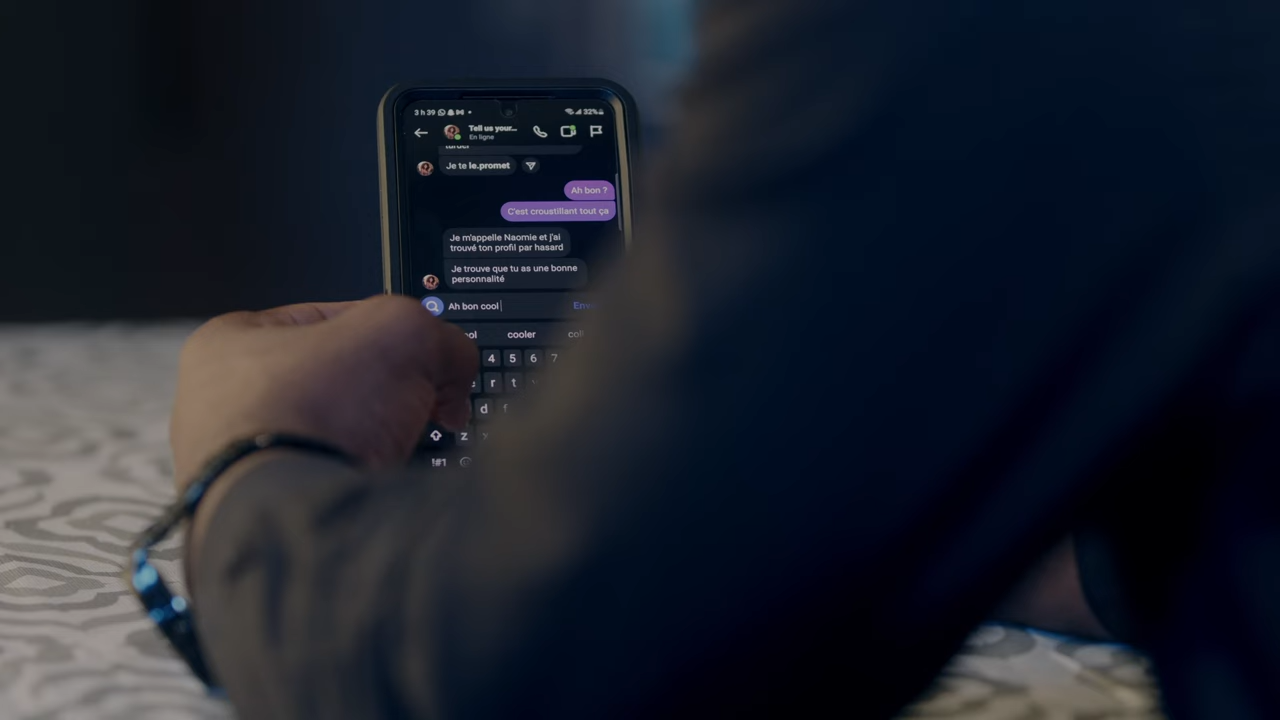 3 h 39
32%
Tell us your...
En ligne
Je te le.promet
Ah bon ?
C'est croustillant tout ça
Je m'appelle Naomie et j'ai
trouvé ton profil par hasard
Je trouve que tu as une bonne
personnalité
Ah bon cool
cooler
4 5 6 7
r t
d f
z x
!#1